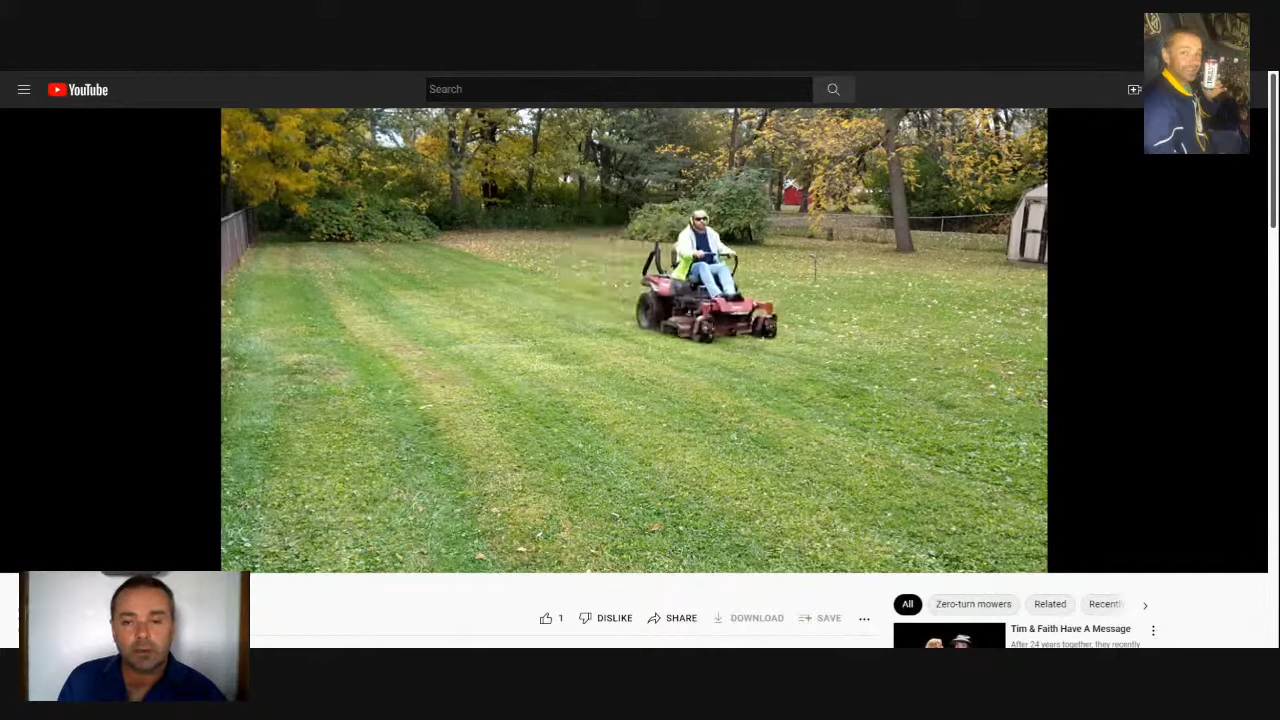 YouTube
Search
TRULY
1 DISLIKE SHARE DOWNLOAD SAVE
All Zero-turn mowers Related Recently
Tim & Faith Have A Message
After 24 years together, they recently